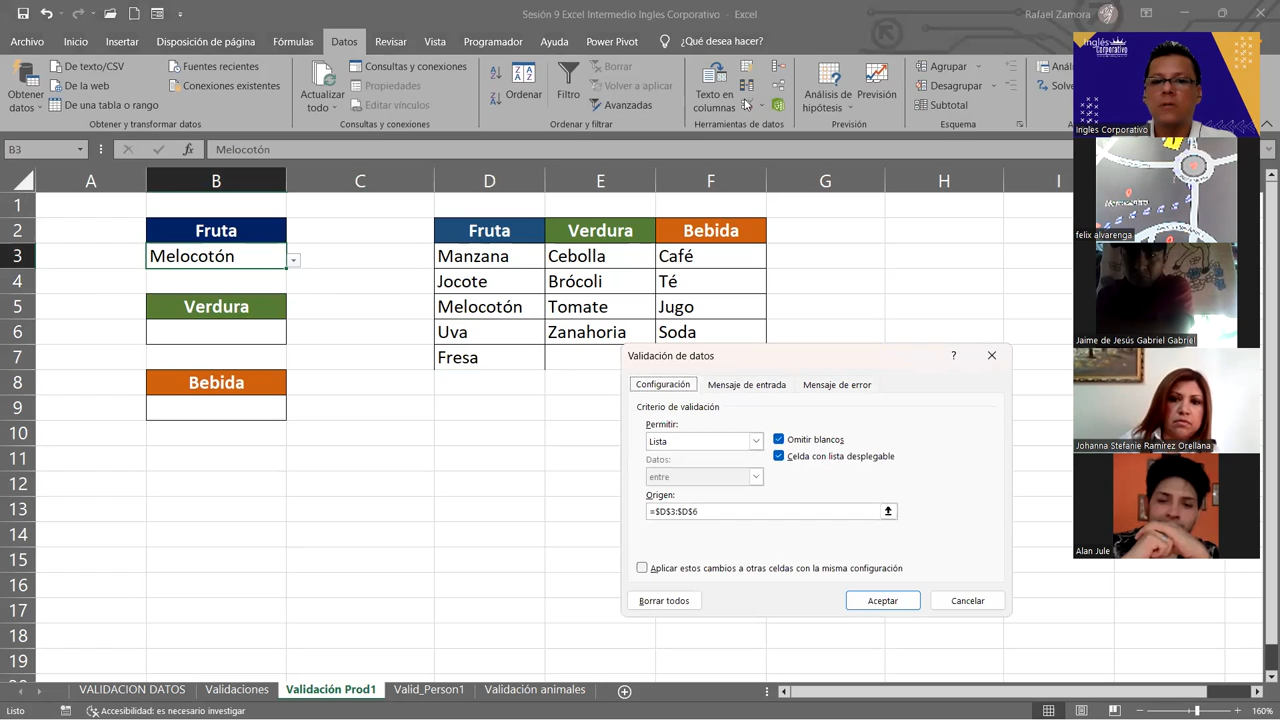 Sesión 9 Excel Intermedio Ingles Corporativo - Excel
Rafael Zamora
Archivo Inicio Insertar Disposición de página Fórmulas Datos Revisar Vista Programador Ayuda Power Pivot ¿Qué desea hacer?
Obtener datos
De texto/CSV
De la web
De una tabla o rango
Fuentes recientes
Conexiones existentes
Obtener y transformar datos
Actualizar todo
Consultas y conexiones
Propiedades
Editar vínculos
Consultas y conexiones
Ordenar
Filtro
Borrar
Volver a aplicar
Avanzadas
Ordenar y filtrar
Texto en columnas
Herramientas de datos
Análisis de hipótesis
Previsión
Previsión
Agrupar
Desagrupar
Subtotal
Esquema
B3
fx
Melocotón
A B C D E F G H I
1
2 Fruta Fruta Verdura Bebida
3 Melocotón Manzana Cebolla Café
4 Jocote Brócoli Té
5 Verdura Melocotón Tomate Jugo
6 Uva Zanahoria Soda
7 Fresa
8 Bebida
9
10
11
12
13
14
15
16
17
18
19
Validación de datos
?
Configuración Mensaje de entrada Mensaje de error
Criterio de validación
Permitir:
Lista
Omitir blancos
Datos:
Celda con lista desplegable
entre
Origen:
=$D$3:$D$6
Aplicar estos cambios a otras celdas con la misma configuración
Borrar todos Aceptar Cancelar
Inglés Corporativo
Ingles Corporativo
felix alvarenga
Jaime de Jesús Gabriel Gabriel
Johanna Stefanie Ramírez Orellana
Alan Jule
VALIDACION DATOS Validaciones Validación Prod1 Valid_Person1 Validación animales
Listo
Accesibilidad: es necesario investigar
160%